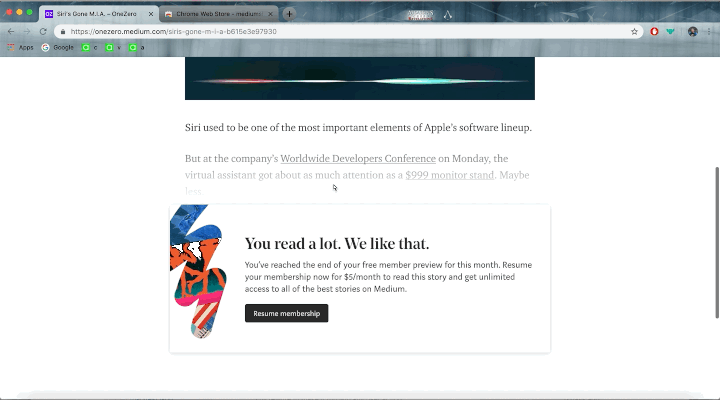 Siri's Gone M.I.A. – OneZero
Chrome Web Store - medium
https://onezero.medium.com/siris-gone-m-i-a-b615e3e97930
Apps
Google
c
v
a
Siri used to be one of the most important elements of Apple's software lineup.
But at the company's Worldwide Developers Conference on Monday, the
virtual assistant got about as much attention as a $999 monitor stand. Maybe
less.
You read a lot. We like that.
You've reached the end of your free member preview for this month. Resume
your membership now for $5/month to read this story and get unlimited
access to all of the best stories on Medium.
Resume membership